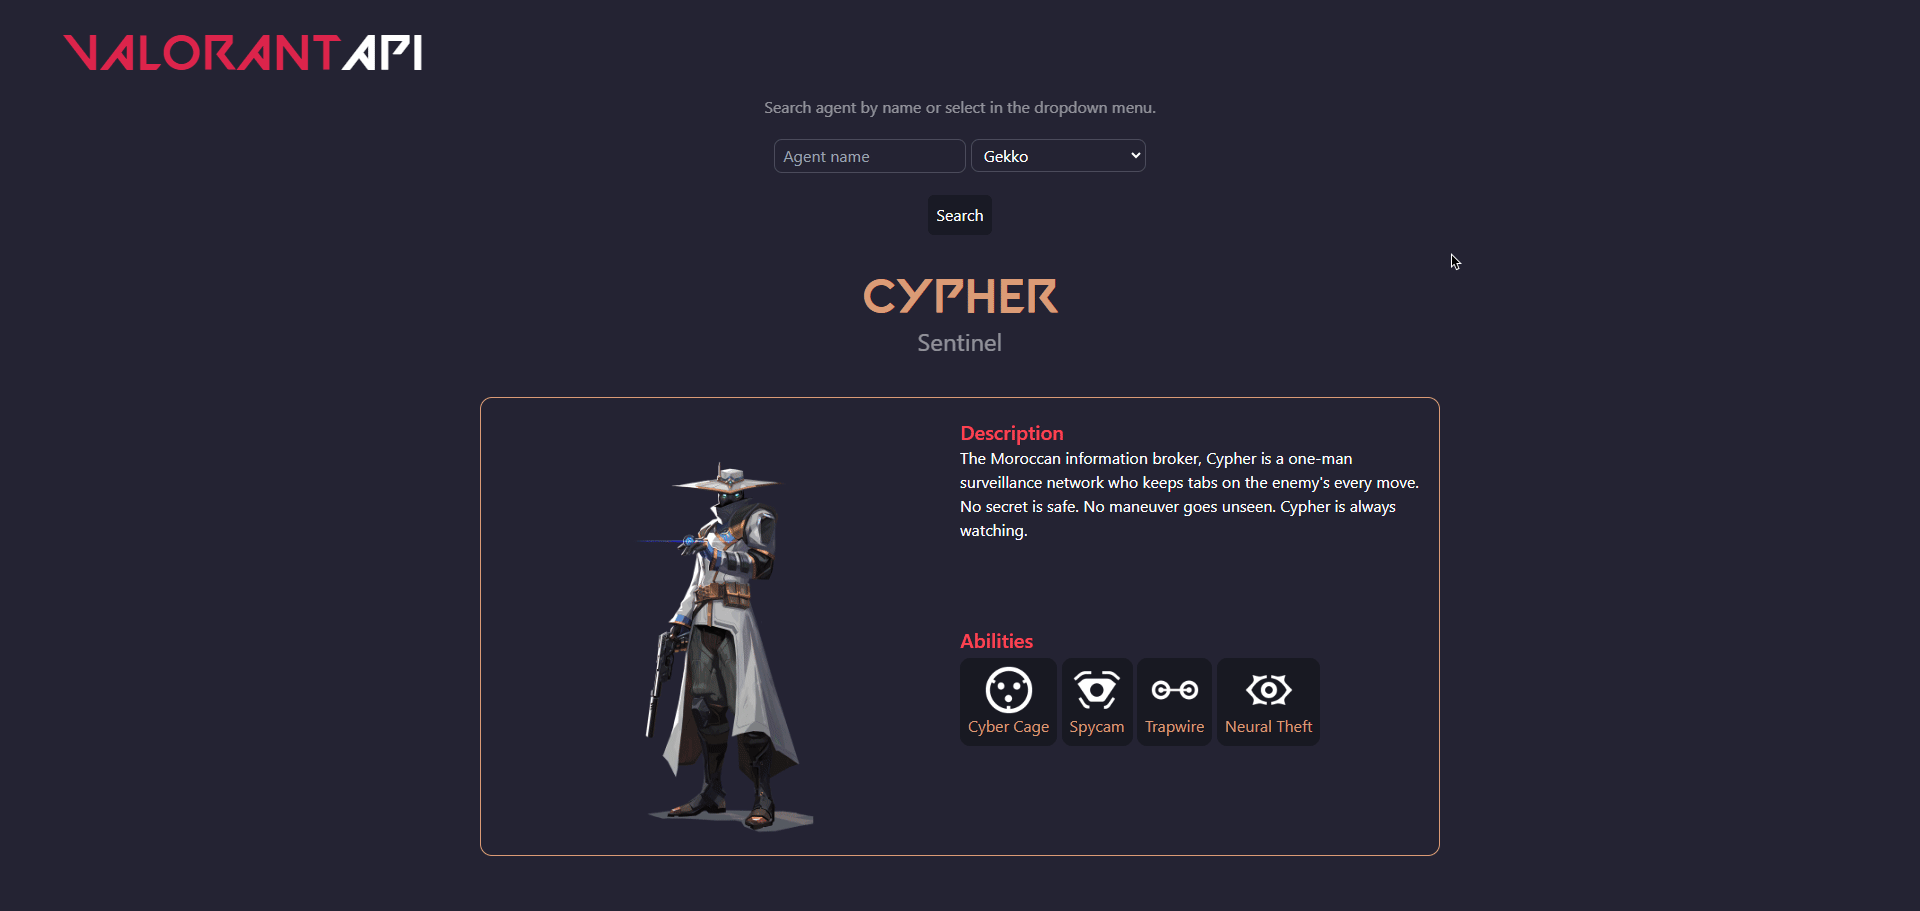 VALORANTAPI
Search agent by name or select in the dropdown menu.
Agent name
Gekko
Search
CYPHER
Sentinel
Description
The Moroccan information broker, Cypher is a one-man
surveillance network who keeps tabs on the enemy's every move.
No secret is safe. No maneuver goes unseen. Cypher is always
watching.
Abilities
Cyber Cage
Spycam
Trapwire
Neural Theft